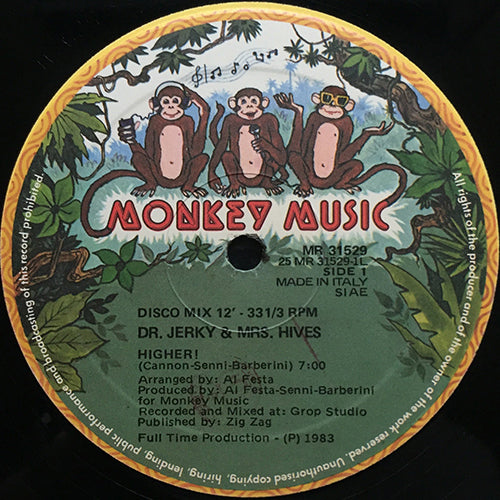 MONKEY MUSIC
MR 31529
25 MR 31529-1L
SIDE 1
MADE IN ITALY
SIAE
DISCO MIX 12' - 331/3 RPM
DR. JERKY & MRS. HIVES
HIGHER!
(Cannon-Senni-Barberini) 7:00
Arranged by: Al Festa
Produced by: Al Festa-Senni-Barberini
for Monkey Music
Recorded and Mixed at: Grop Studio
Published by: Zig Zag
Full Time Production - (P) 1983
All rights of the producer and of the owner of the work reserved. Unauthorised copying, hiring, lending, public performance and broadcasting of this record prohibited.